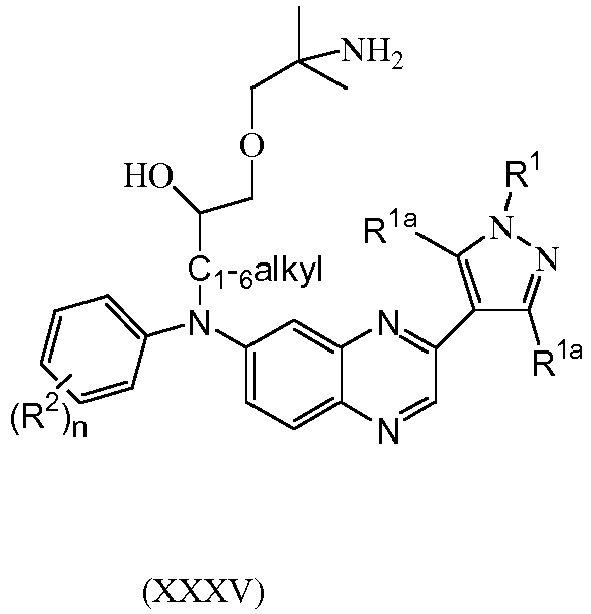 NH2
O
HO
R1
R1a
N
N
C1-6alkyl
R1a
N
N
(R2)n
N
(XXXV)